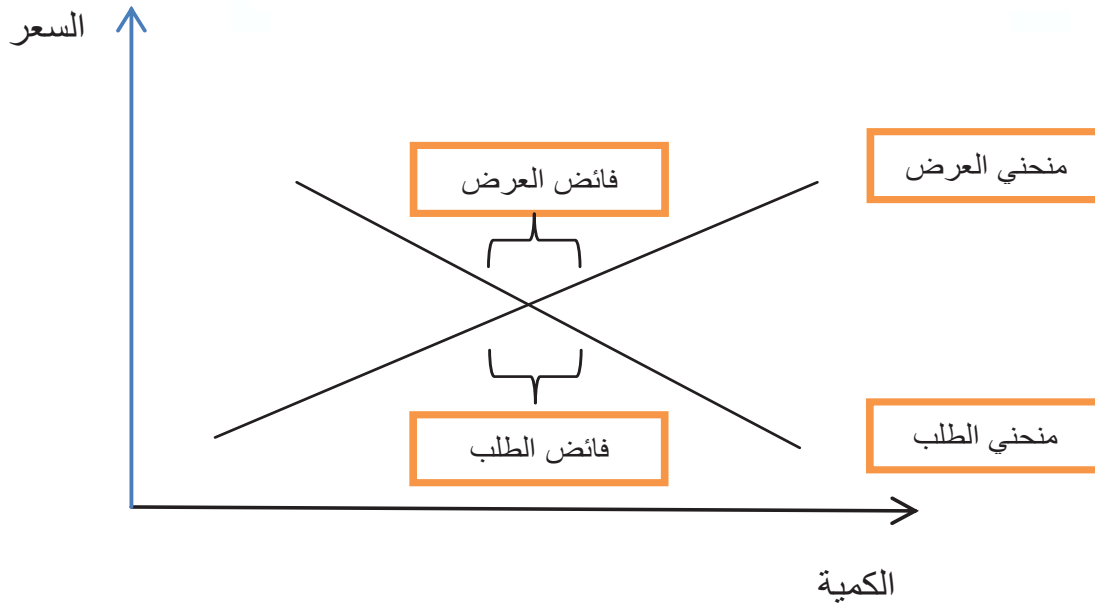 السعر
منحني العرض
فائض العرض
منحني الطلب
فائض الطلب
الكمية